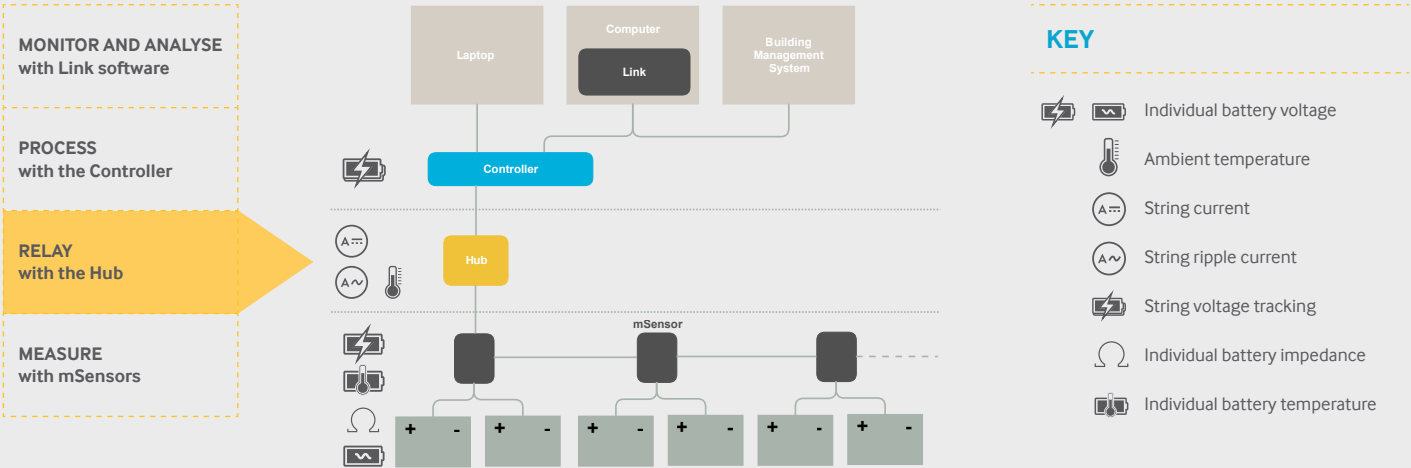 MONITOR AND ANALYSE
with Link software
PROCESS
with the Controller
RELAY
with the Hub
MEASURE
with mSensors
Laptop
Computer
Link
Building
Management
System
Controller
A
Hub
A
mSensor
Ω
+ - + - + - + - + - + -
KEY
Individual battery voltage
Ambient temperature
A
String current
A
String ripple current
String voltage tracking
Ω
Individual battery impedance
Individual battery temperature